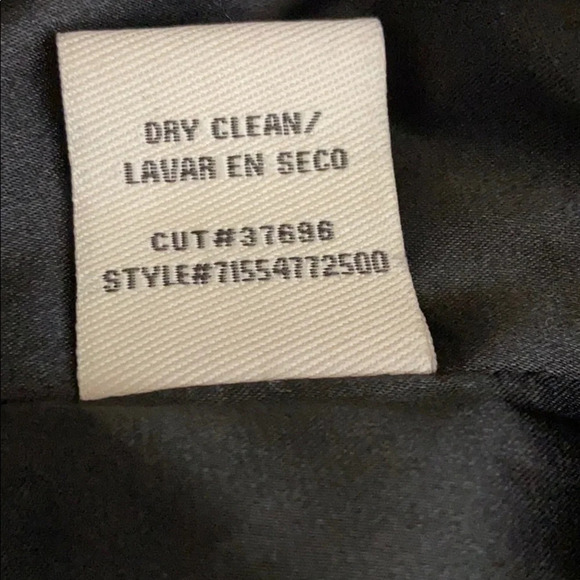 DRY CLEAN/
LAVAR EN SECO
CUT#37696
STYLE#71554772500